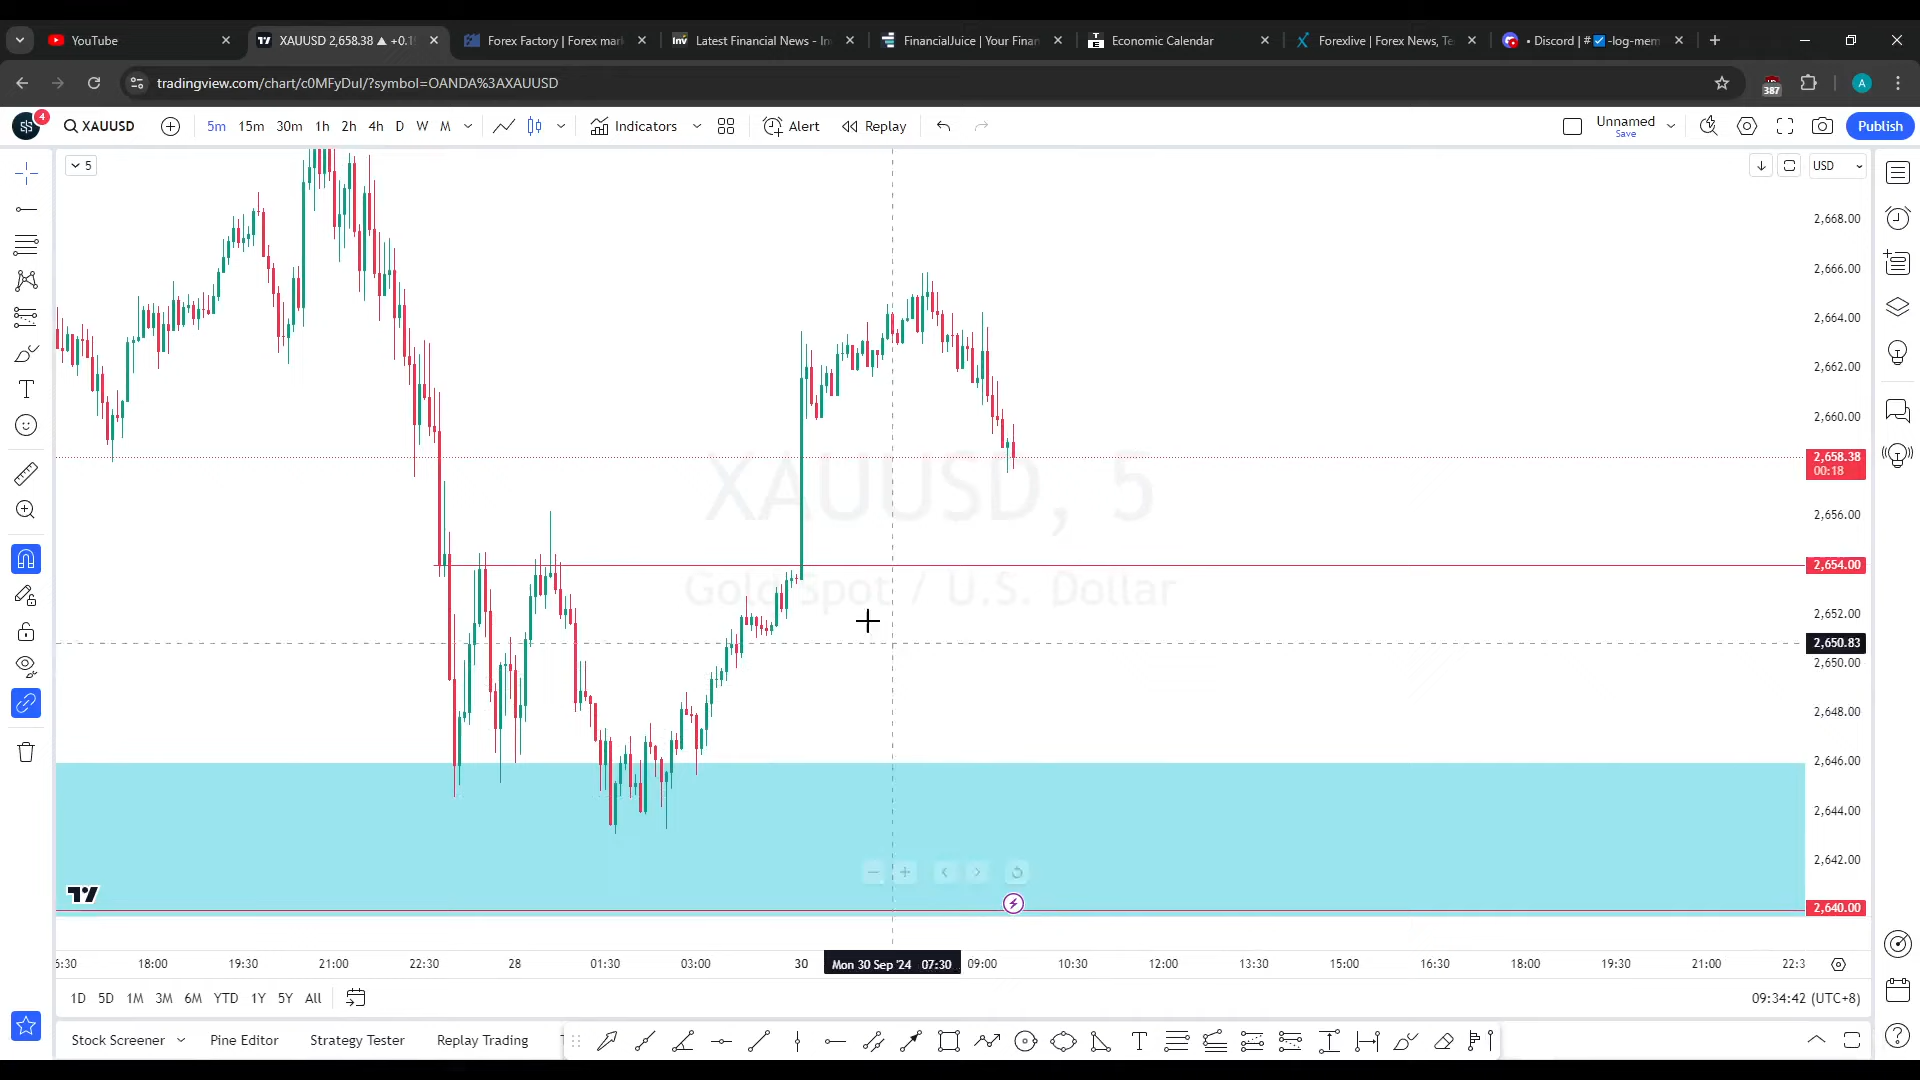 YouTube
XAUUSD 2,658.38 ▲ +0.1
Forex Factory | Forex mar
Latest Financial News - In
FinancialJuice | Your Finan
Economic Calendar
Forexlive | Forex News, Te
• Discord | #✅-log-mem
tradingview.com/chart/c0MFyDul/?symbol=OANDA%3AXAUUSD
387
A
4
XAUUSD
5m 15m 30m 1h 2h 4h D W M
Indicators
Alert
Replay
Unnamed
Save
Publish
5
USD
2,668.00
2,666.00
2,664.00
2,662.00
2,660.00
2,658.38
00:18
2,656.00
2,654.00
2,652.00
2,650.83
2,650.00
2,648.00
2,646.00
2,644.00
2,642.00
2,640.00
XAUUSD, 5
Gold Spot / U.S. Dollar
6:30 18:00 19:30 21:00 22:30 28 01:30 03:00 30 Mon 30 Sep '24 07:30 09:00 10:30 12:00 13:30 15:00 16:30 18:00 19:30 21:00 22:3
1D 5D 1M 3M 6M YTD 1Y 5Y All
09:34:42 (UTC+8)
Stock Screener
Pine Editor
Strategy Tester
Replay Trading